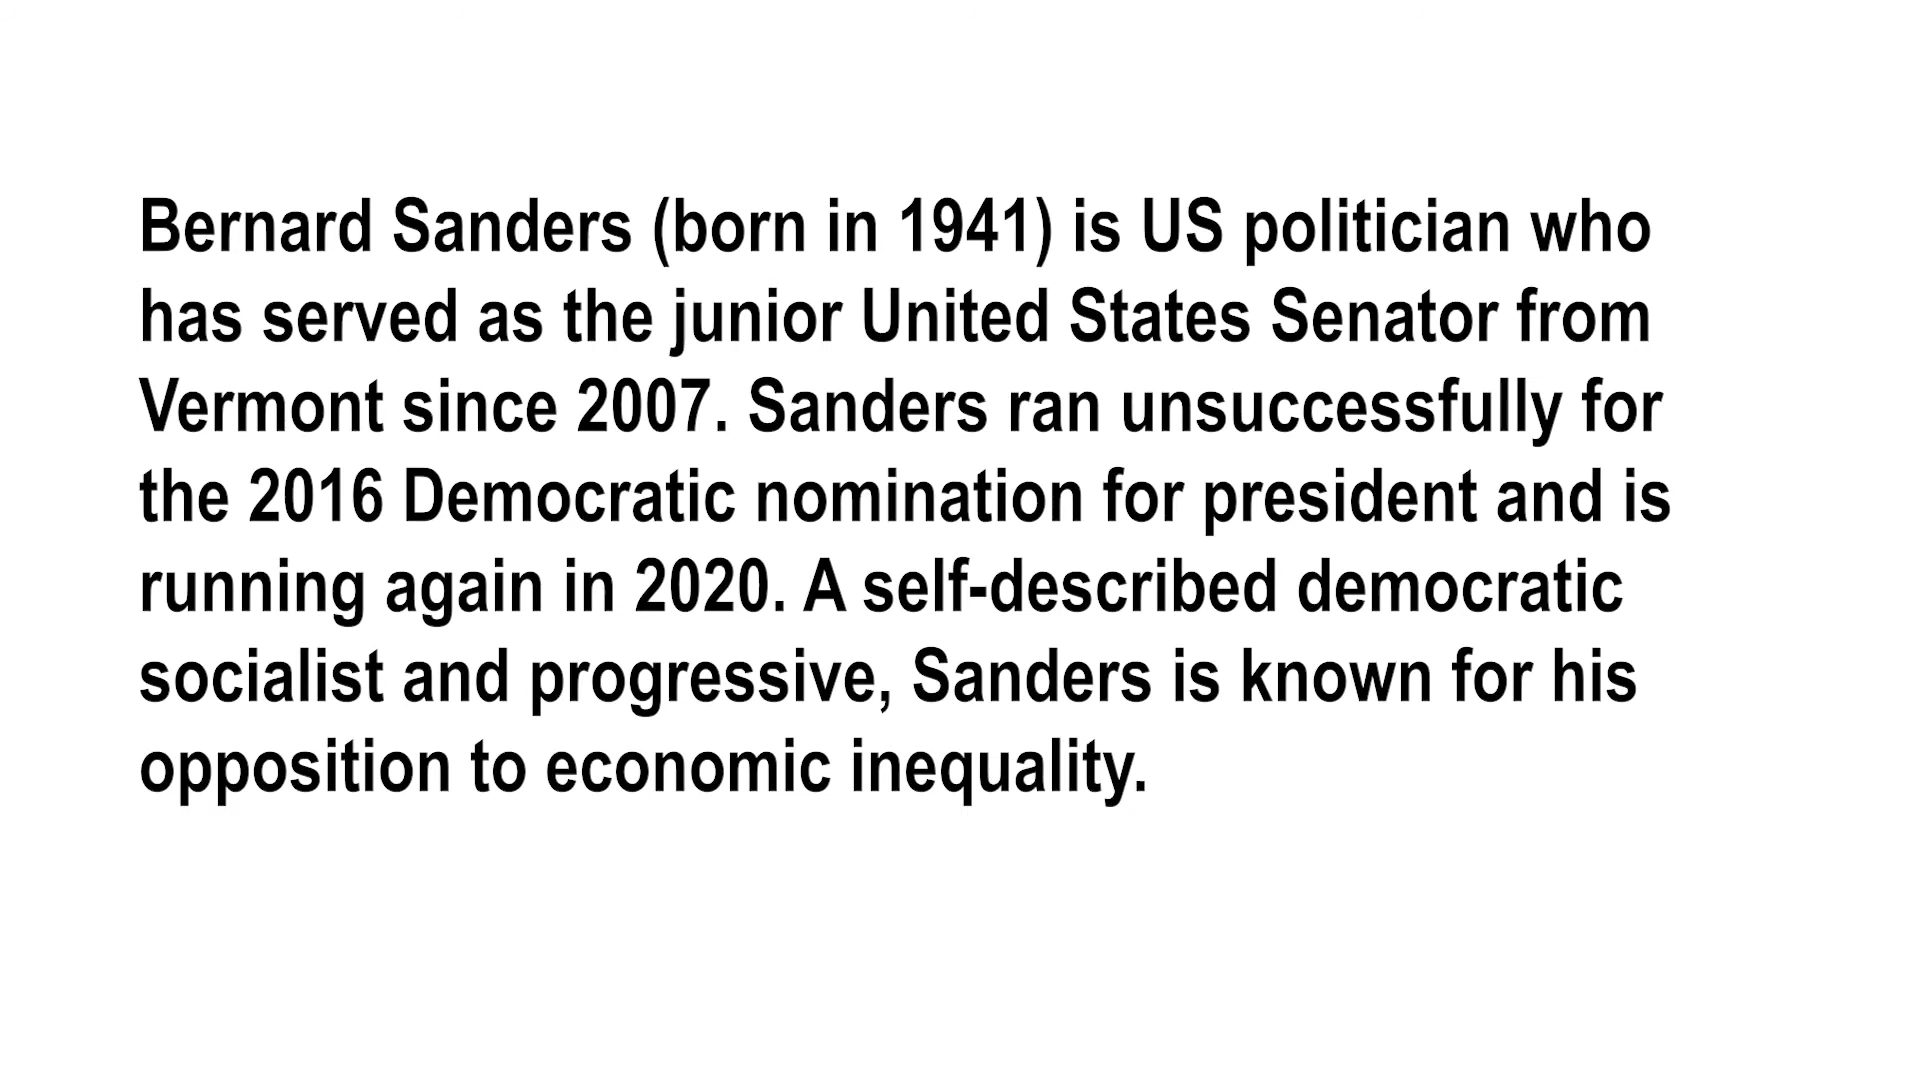 Bernard Sanders (born in 1941) is US politician who
has served as the junior United States Senator from
Vermont since 2007. Sanders ran unsuccessfully for
the 2016 Democratic nomination for president and is
running again in 2020. A self-described democratic
socialist and progressive, Sanders is known for his
opposition to economic inequality.